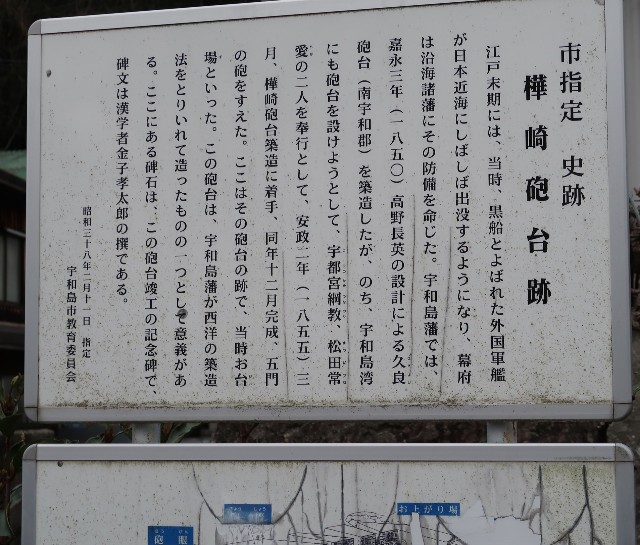 市指定 史跡
樺崎砲台跡
江戸末期には、当時、黒船とよばれた外国軍艦
が日本近海にしばしば出没するようになり、幕府
は沿海諸藩にその防備を命じた。宇和島藩では、
嘉永三年(一八五〇)高野長英の設計による久良
砲台(南宇和郡)を築造したが、のち、宇和島湾
にも砲台を設けようとして、宇都宮綱教、松田常
愛の二人を奉行として、安政二年(一八五五)三
月、樺崎砲台築造に着手、同年十二月完成、五門
の砲をすえた。ここはその砲台の跡で、当時お台
場といった。この砲台は、宇和島藩が西洋の築造
法をとりいれて造ったものの一つとして意義があ
る。ここにある碑石は、この砲台竣工の記念碑で、
碑文は漢学者金子孝太郎の撰である。
昭和三十八年二月十一日 指定
宇和島市教育委員会
お上がり場